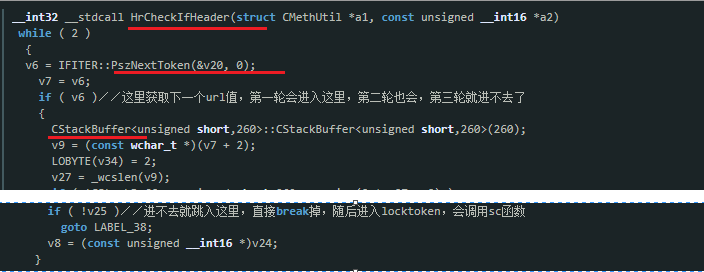 __int32 __stdcall HrCheckIfHeader(struct CMethUtil *a1, const unsigned __int16 *a2)
while ( 2 )
{
v6 = IFITER::PszNextToken(&v20, 0);
v7 = v6;
if ( v6 )//这里获取下一个url值，第一轮会进入这里，第二轮也会，第三轮就进不去了
{
CStackBuffer<unsigned short,260>::CStackBuffer<unsigned short,260>(260);
v9 = (const wchar_t *)(v7 + 2);
LOBYTE(v34) = 2;
v27 = _wcslen(v9);
if ( !v25 )//进不去就跳入这里，直接break掉，随后进入locktoken，会调用sc函数
goto LABEL_38;
v8 = (const unsigned __int16 *)v24;
}